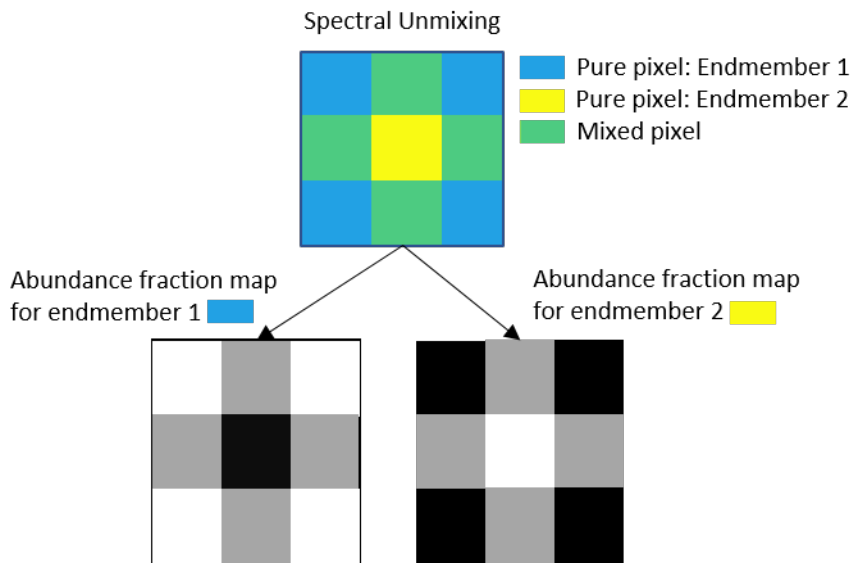 Spectral Unmixing
Pure pixel: Endmember 1
Pure pixel: Endmember 2
Mixed pixel
Abundance fraction map
for endmember 1
Abundance fraction map
for endmember 2